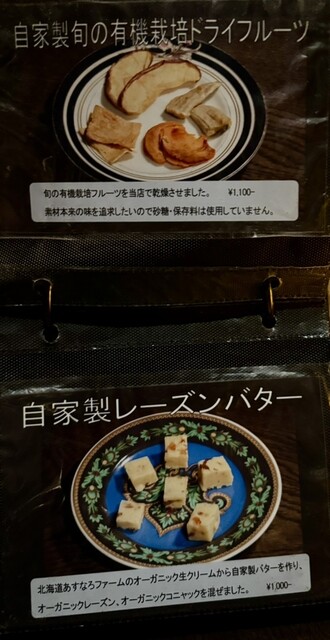 自家製旬の有機栽培ドライフルーツ
旬の有機栽培フルーツを当店で乾燥させました。 ¥1,100-
素材本来の味を追求したいので砂糖・保存料は使用していません。
自家製レーズンバター
北海道あすなろファームのオーガニック生クリームから自家製バターを作り、
オーガニックレーズン、オーガニックコニャックを混ぜました。 ¥1,000-